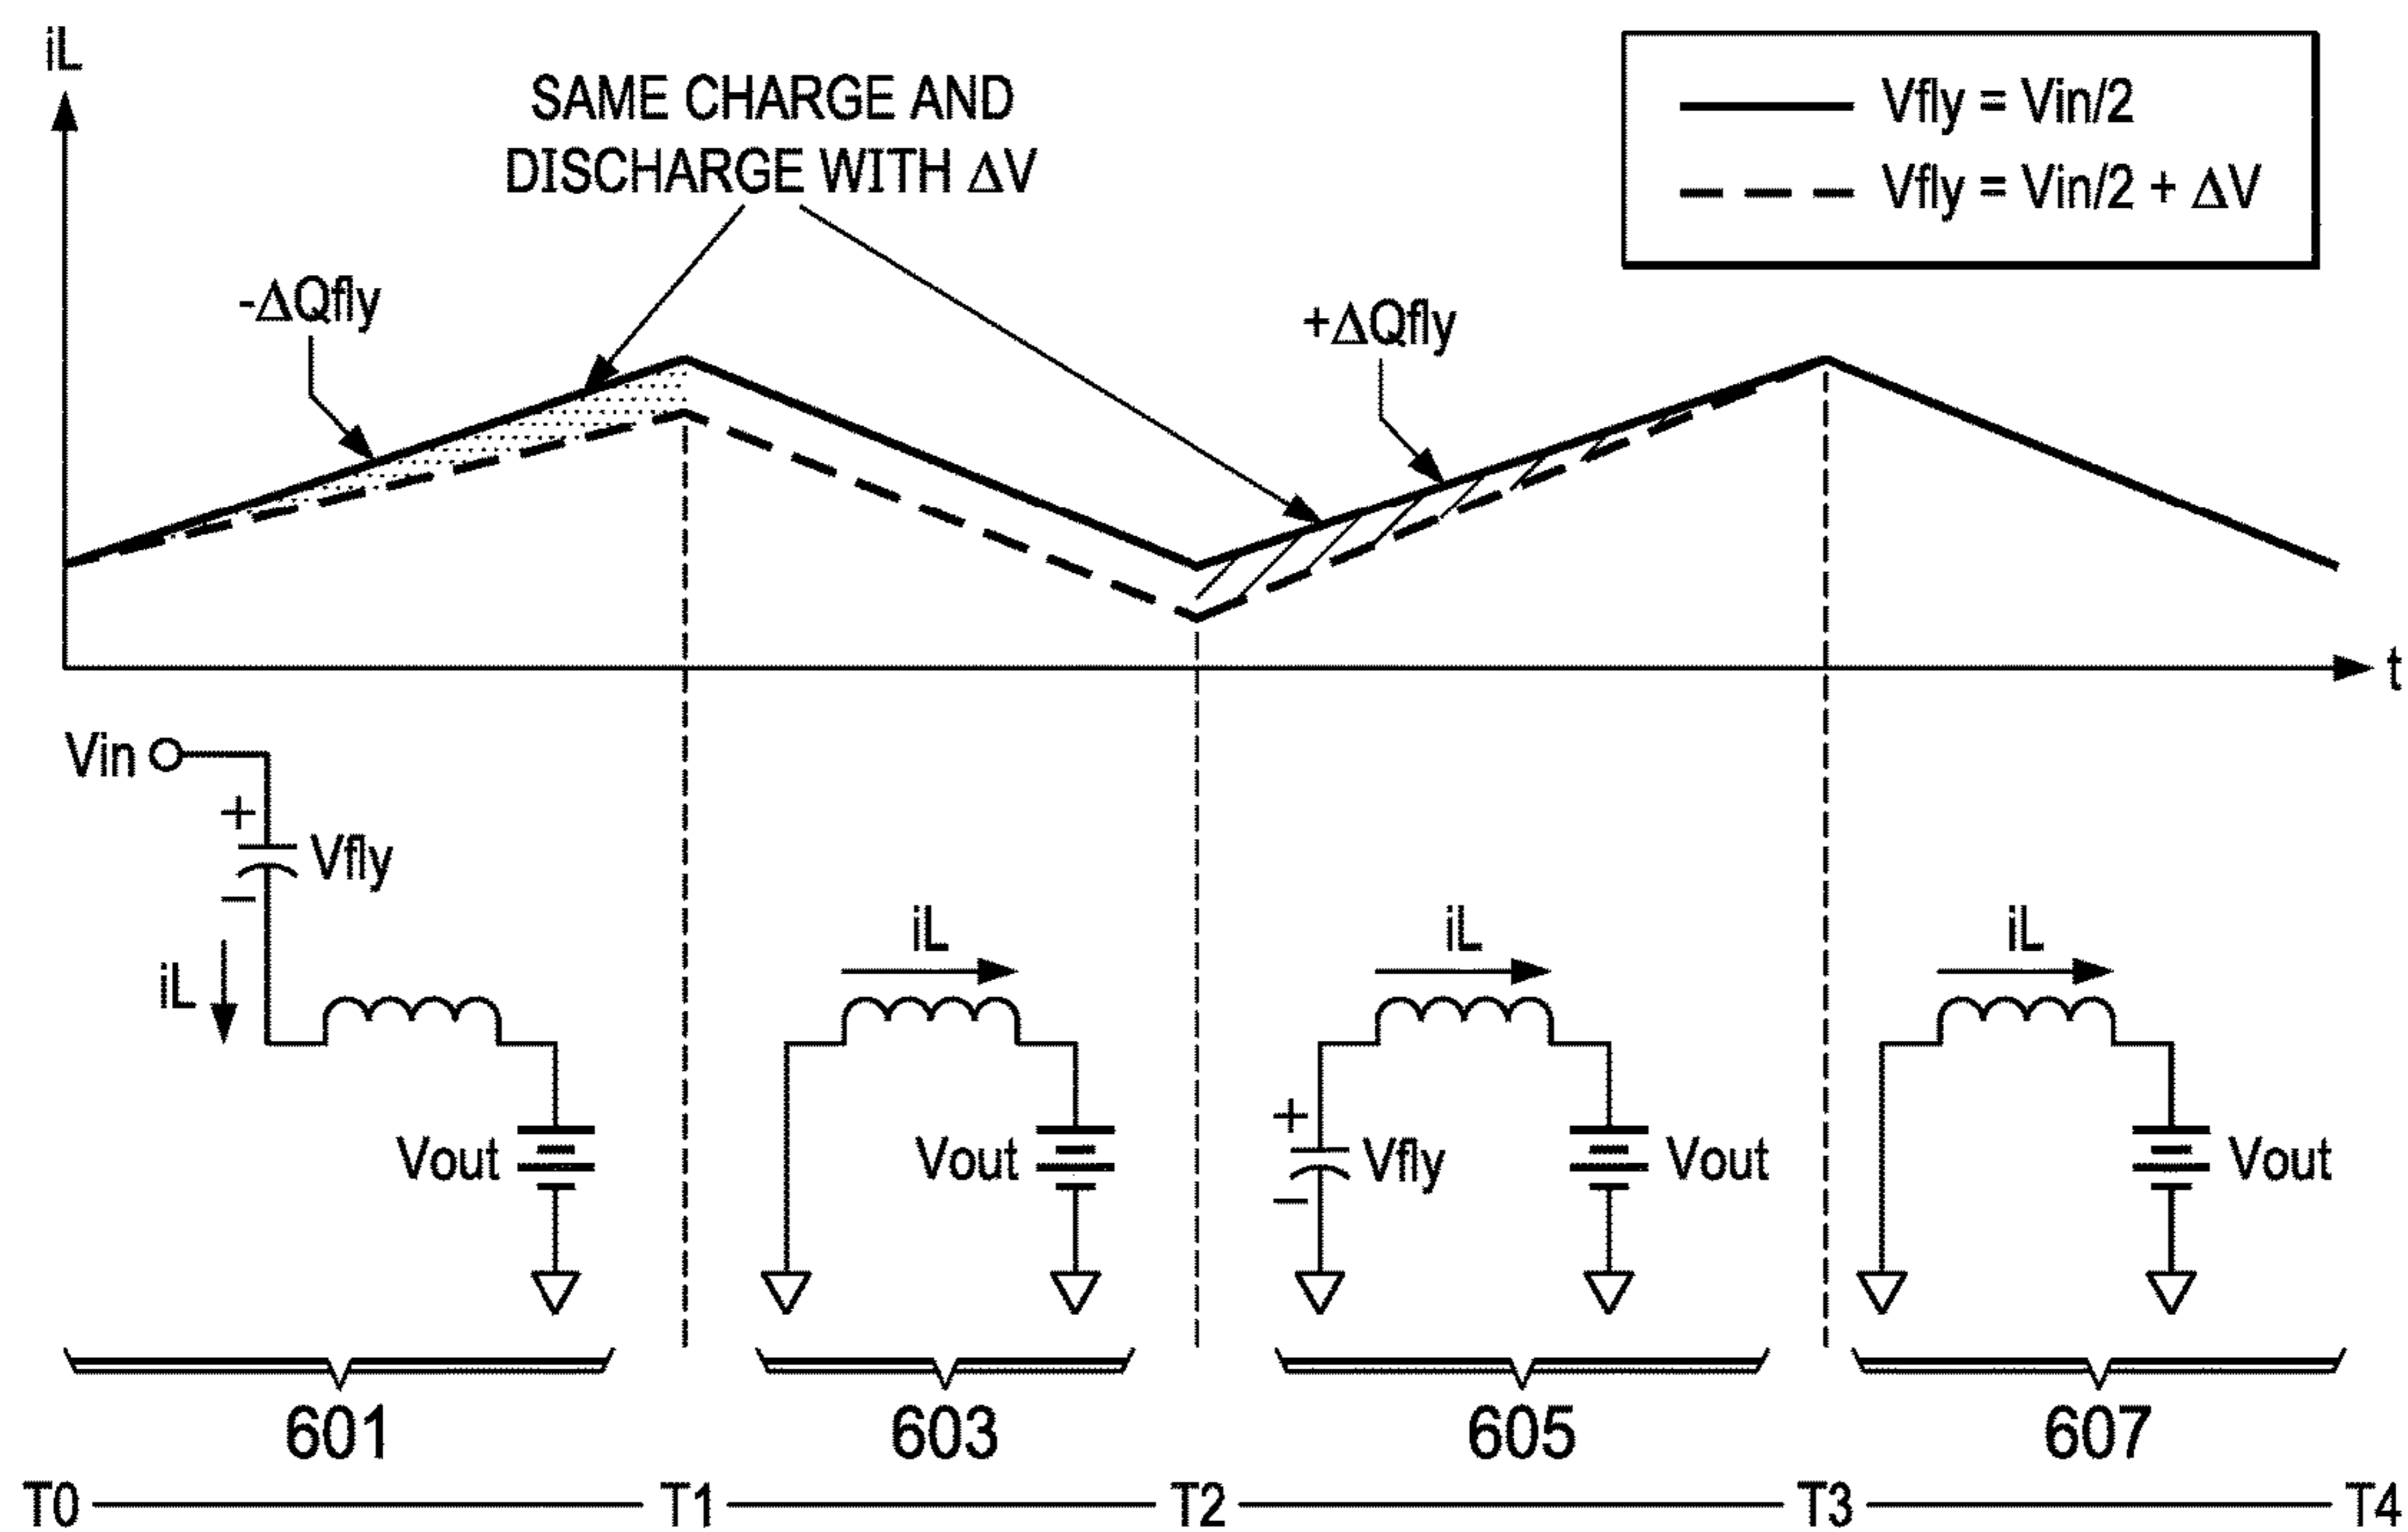 iL
SAME CHARGE AND
DISCHARGE WITH ΔV
Vfly = Vin/2
Vfly = Vin/2 + ΔV
-ΔQfly
+ΔQfly
t
Vin
+
Vfly
−
iL
iL
iL
iL
Vout
Vout
+
Vfly
−
Vout
Vout
601
603
605
607
T0
T1
T2
T3
T4